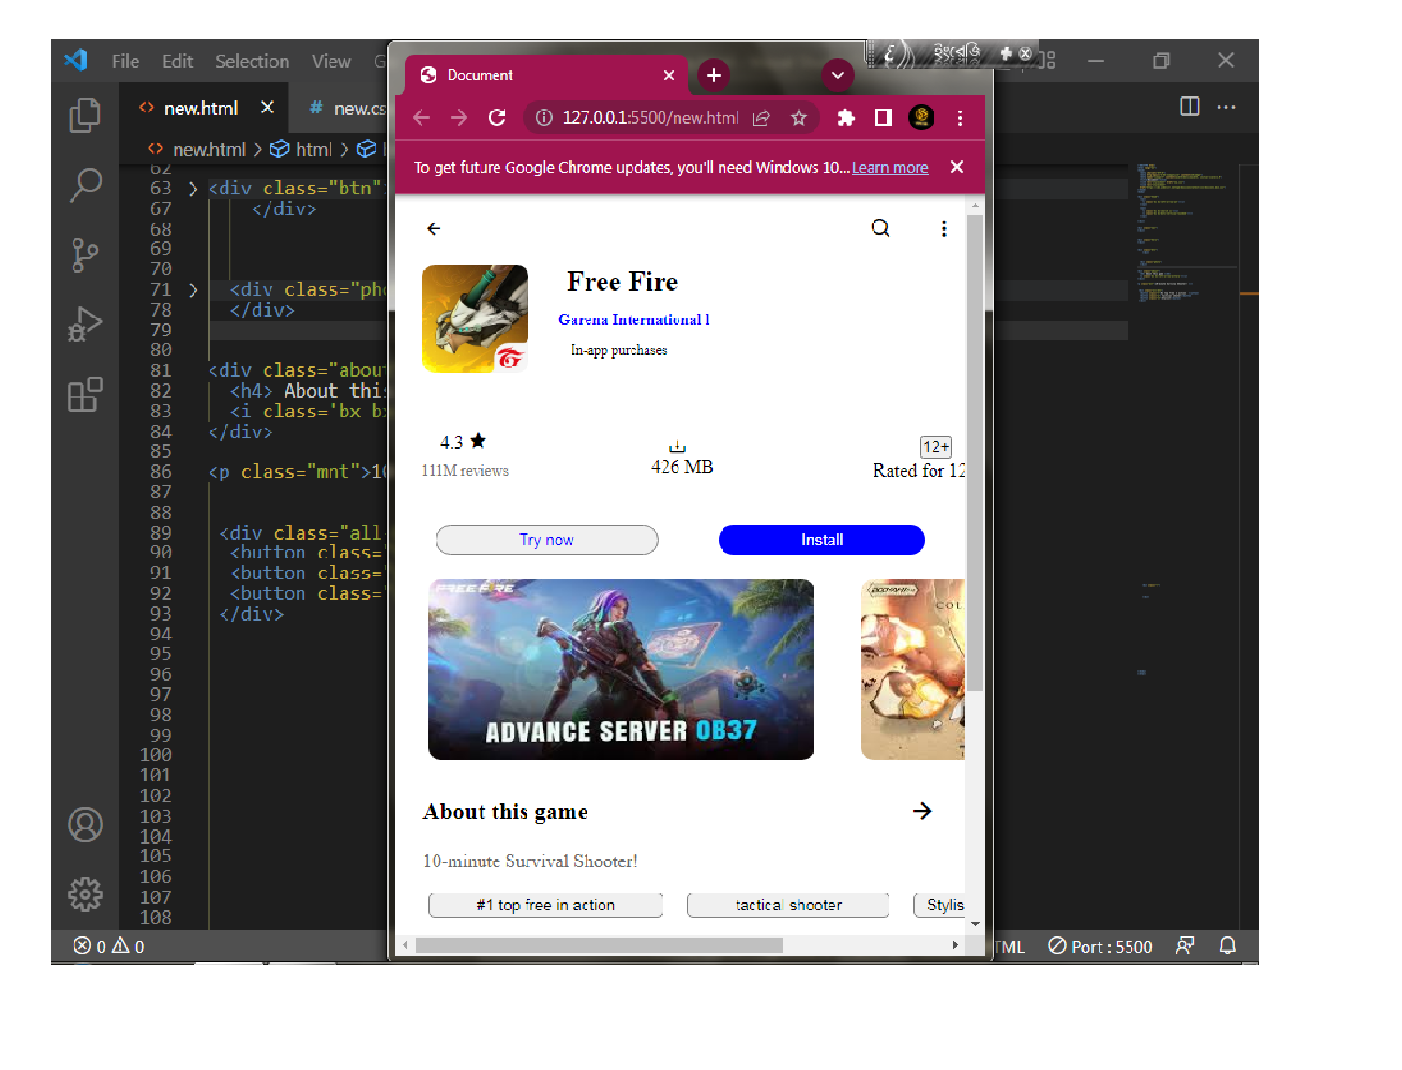 File Edit Selection View G
Document
new.html
# new.cs
127.0.0.1:5500/new.html
new.html > html >
To get future Google Chrome updates, you'll need Windows 10... Learn more
62
63 <div class="btn"
67 </div>
68
69
70
71 <div class="pho
78 </div>
79
80
81 <div class="about
82 <h4> About this
83 <i class='bx bx
84 </div>
85
86 <p class="mnt">10
87
88
89 <div class="all
90 <button class="
91 <button class="
92 <button class="
93 </div>
94
95
96
97
98
99
100
101
102
103
104
105
106
107
108
Free Fire
Garena International l
In-app purchases
4.3
111M reviews
426 MB
12+
Rated for 12
Try now
Install
FREE FIRE
ADVANCE SERVER OB37
BOOYAH!
COL
About this game
10-minute Survival Shooter!
#1 top free in action
tactical shooter
Stylis
0 0
TML
Port : 5500